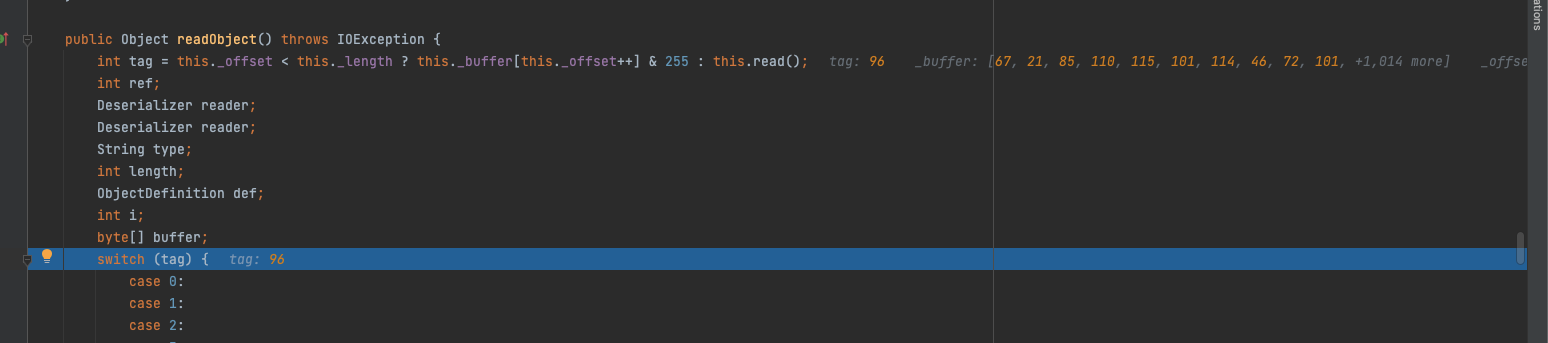 ations
public Object readObject() throws IOException {
int tag = this._offset < this._length ? this._buffer[this._offset++] & 255 : this.read(); tag: 96 _buffer: [67, 21, 85, 110, 115, 101, 114, 46, 72, 101, +1,014 more] _offse
int ref;
Deserializer reader;
Deserializer reader;
String type;
int length;
ObjectDefinition def;
int i;
byte[] buffer;
switch (tag) { tag: 96
case 0:
case 1:
case 2: